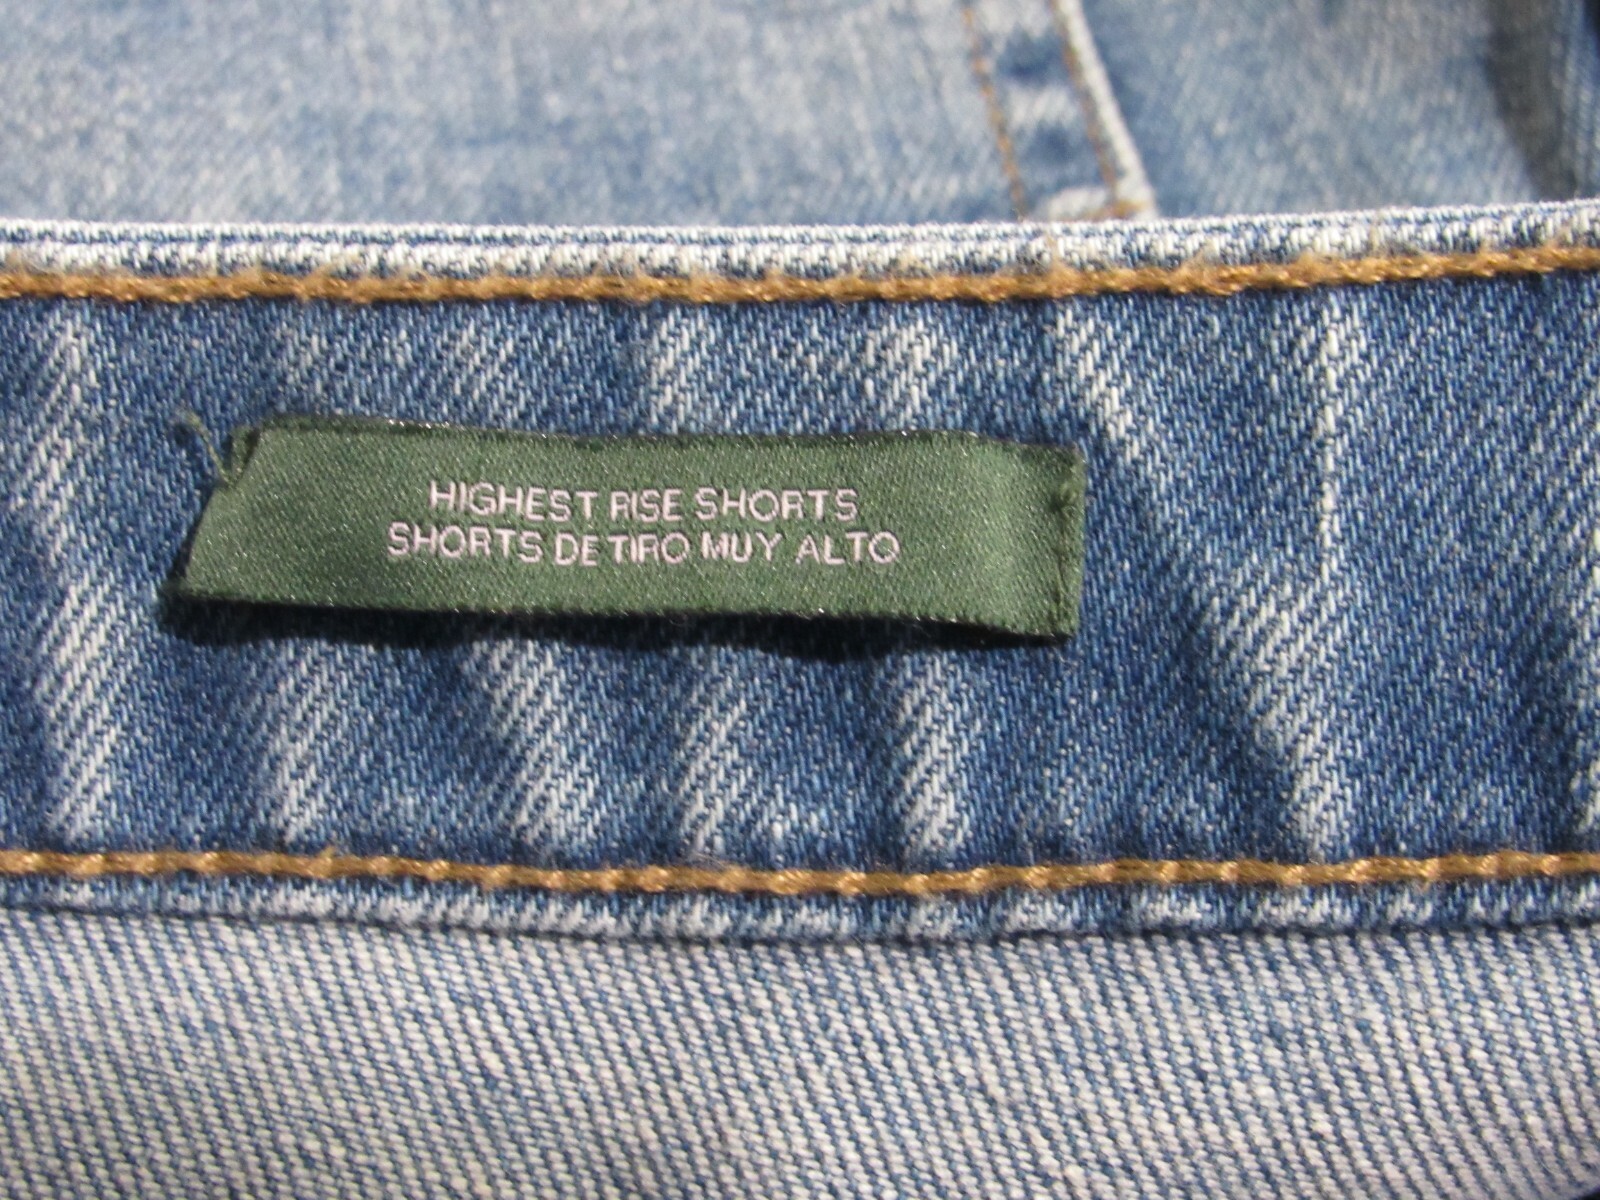 HIGHEST RISE SHORTS
SHORTS DE TIRO MUY ALTO